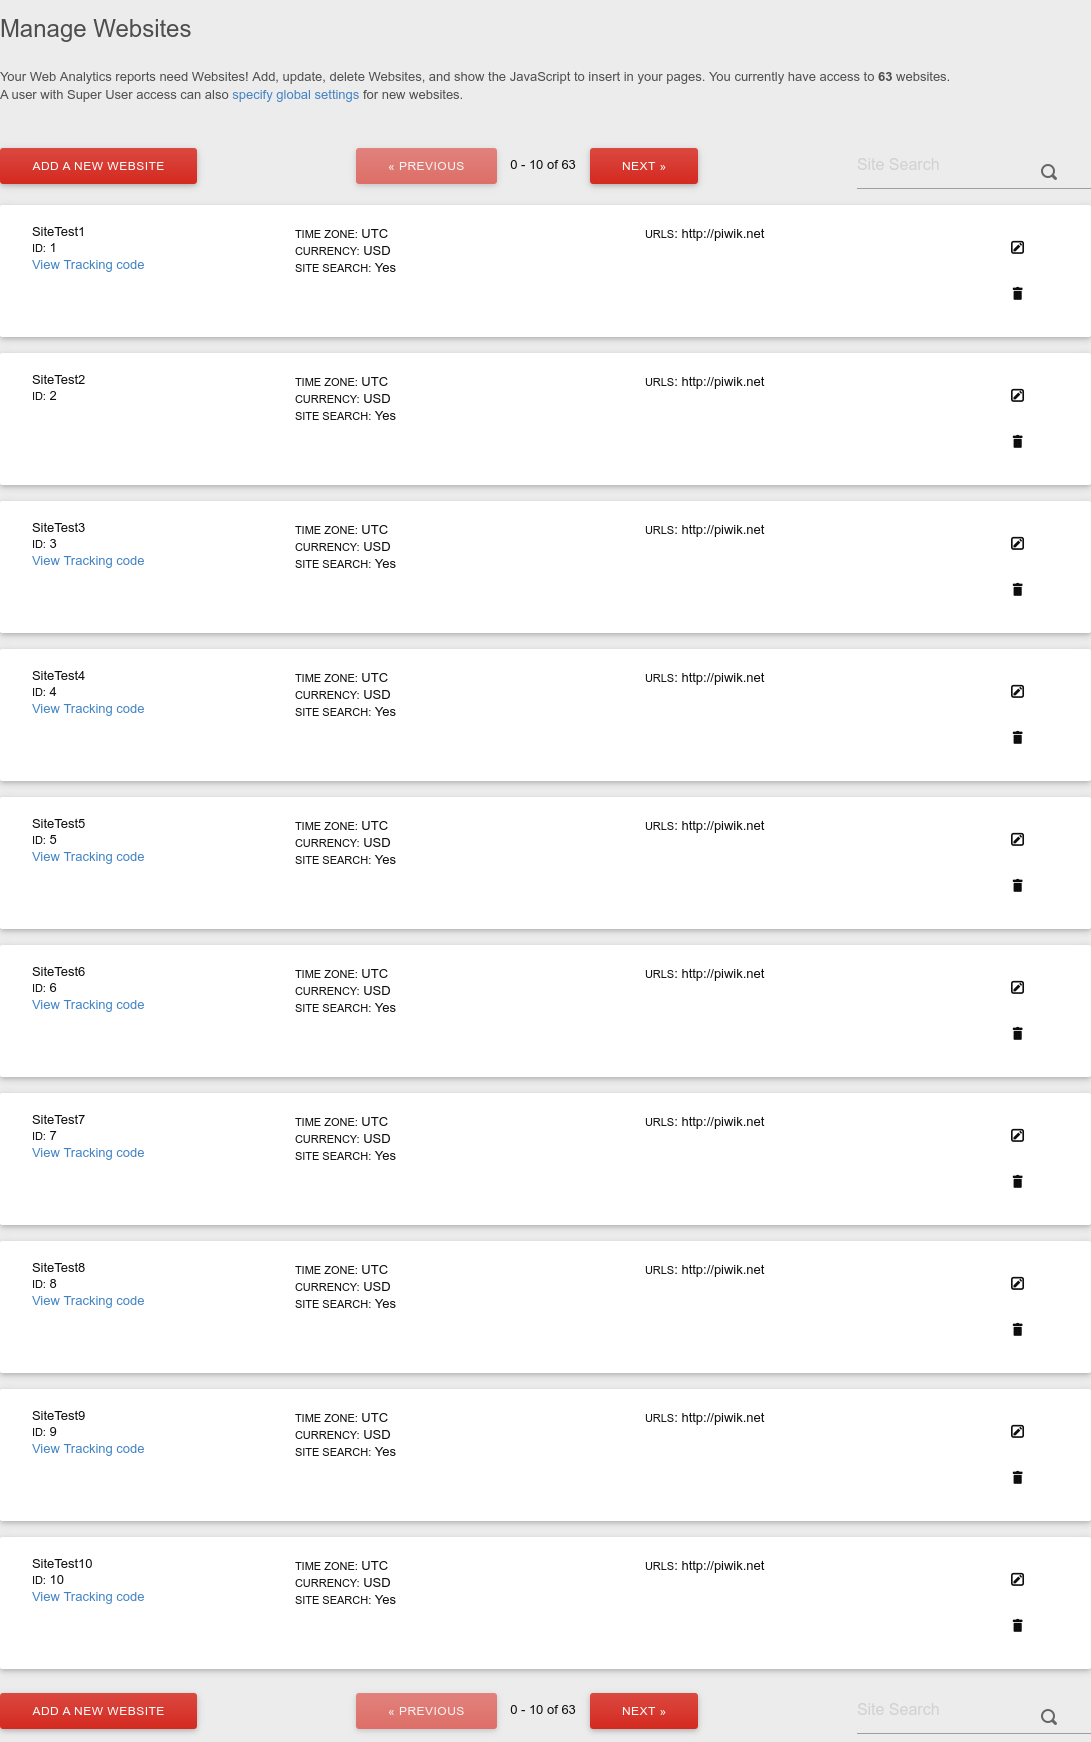 Manage Websites
Your Web Analytics reports need Websites! Add, update, delete Websites, and show the JavaScript to insert in your pages. You currently have access to 63 websites.
A user with Super User access can also specify global settings for new websites.
ADD A NEW WEBSITE
« PREVIOUS
0 - 10 of 63
NEXT »
Site Search
SiteTest1
ID: 1
View Tracking code
TIME ZONE: UTC
CURRENCY: USD
SITE SEARCH: Yes
URLS: http://piwik.net
SiteTest2
ID: 2
TIME ZONE: UTC
CURRENCY: USD
SITE SEARCH: Yes
URLS: http://piwik.net
SiteTest3
ID: 3
View Tracking code
TIME ZONE: UTC
CURRENCY: USD
SITE SEARCH: Yes
URLS: http://piwik.net
SiteTest4
ID: 4
View Tracking code
TIME ZONE: UTC
CURRENCY: USD
SITE SEARCH: Yes
URLS: http://piwik.net
SiteTest5
ID: 5
View Tracking code
TIME ZONE: UTC
CURRENCY: USD
SITE SEARCH: Yes
URLS: http://piwik.net
SiteTest6
ID: 6
View Tracking code
TIME ZONE: UTC
CURRENCY: USD
SITE SEARCH: Yes
URLS: http://piwik.net
SiteTest7
ID: 7
View Tracking code
TIME ZONE: UTC
CURRENCY: USD
SITE SEARCH: Yes
URLS: http://piwik.net
SiteTest8
ID: 8
View Tracking code
TIME ZONE: UTC
CURRENCY: USD
SITE SEARCH: Yes
URLS: http://piwik.net
SiteTest9
ID: 9
View Tracking code
TIME ZONE: UTC
CURRENCY: USD
SITE SEARCH: Yes
URLS: http://piwik.net
SiteTest10
ID: 10
View Tracking code
TIME ZONE: UTC
CURRENCY: USD
SITE SEARCH: Yes
URLS: http://piwik.net
ADD A NEW WEBSITE
« PREVIOUS
0 - 10 of 63
NEXT »
Site Search